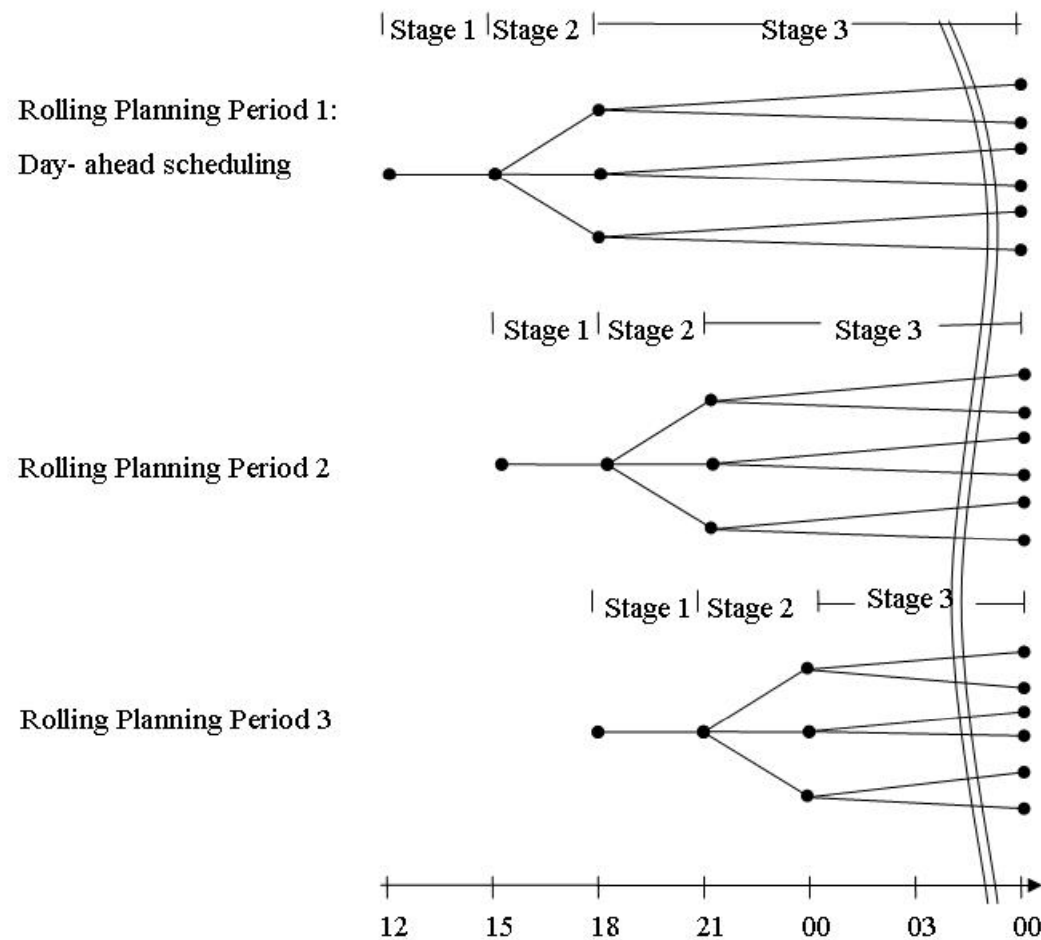 Stage 1 Stage 2 Stage 3
Rolling Planning Period 1:
Day- ahead scheduling
Stage 1 Stage 2 Stage 3
Rolling Planning Period 2
Stage 1 Stage 2 Stage 3
Rolling Planning Period 3
12 15 18 21 00 03 00